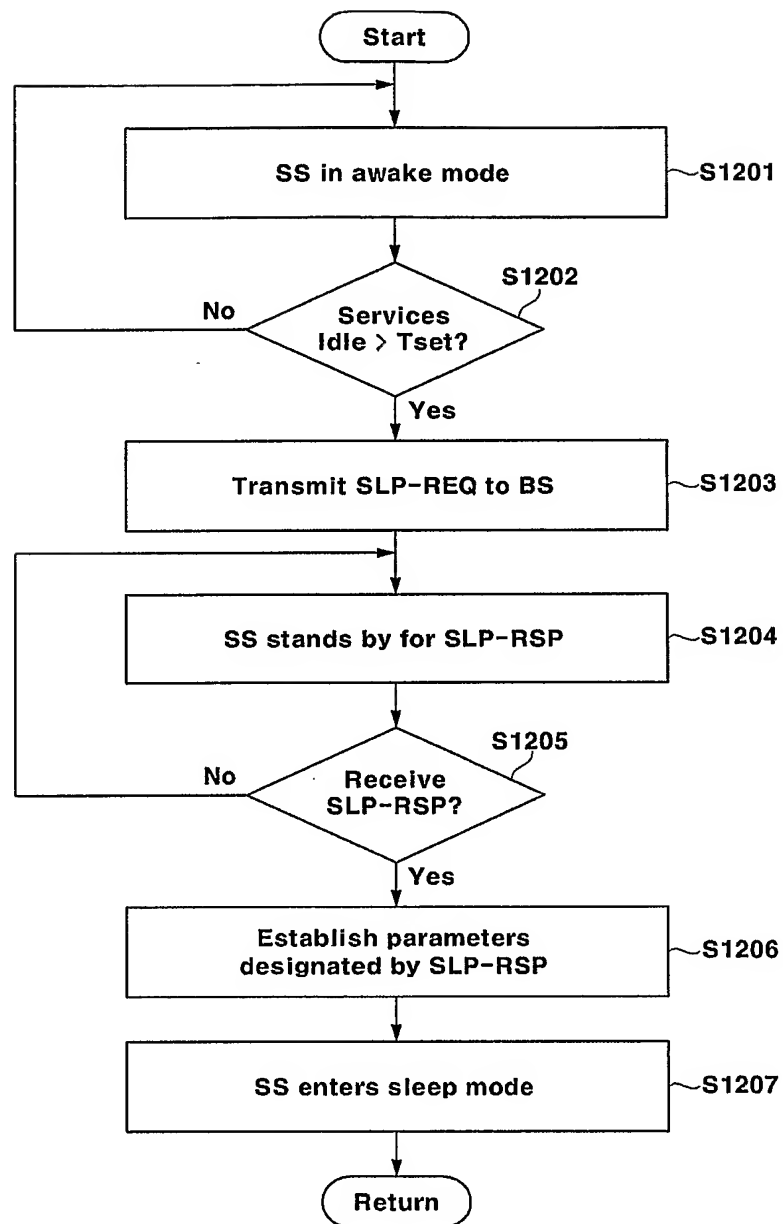 Start
SS in awake mode
S1201
S1202
No
Services
Idle > Tset?
Yes
Transmit SLP-REQ to BS
S1203
SS stands by for SLP-RSP
S1204
S1205
No
Receive
SLP-RSP?
Yes
Establish parameters
designated by SLP-RSP
S1206
SS enters sleep mode
S1207
Return